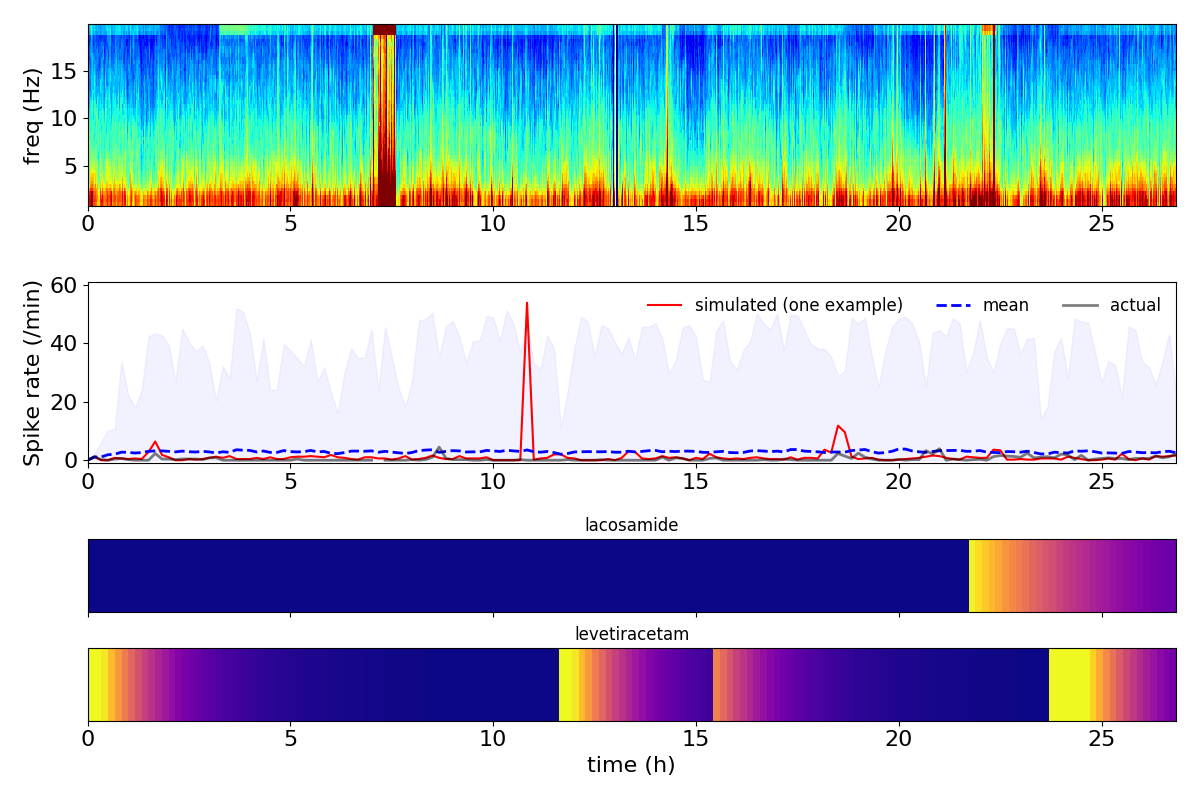 freq (Hz)
15
10
5
0 5 10 15 20 25
Spike rate (/min)
60
40
20
0
simulated (one example) mean actual
0 5 10 15 20 25
lacosamide
levetiracetam
0 5 10 15 20 25
time (h)